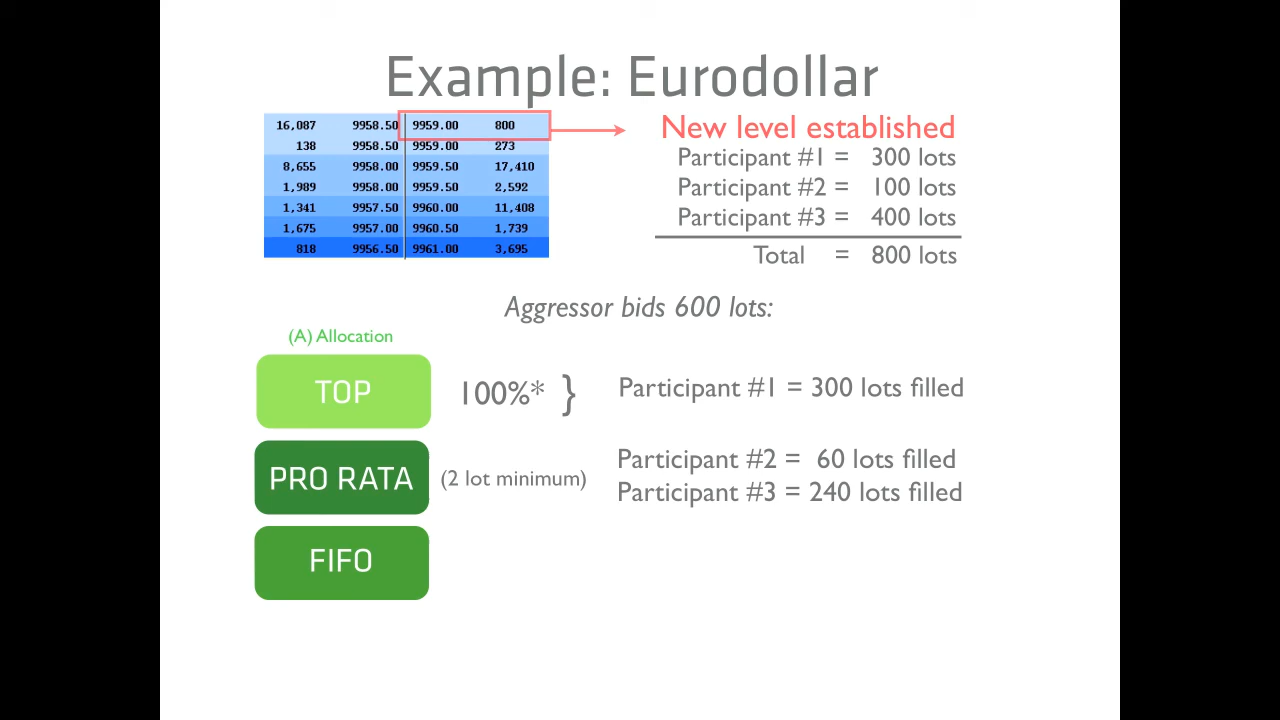 Example: Eurodollar
16,087 9958.50 9959.00 800
138 9958.50 9959.00 273
8,655 9958.00 9959.50 17,410
1,989 9958.00 9959.50 2,592
1,341 9957.50 9960.00 11,408
1,675 9957.00 9960.50 1,739
818 9956.50 9961.00 3,695
New level established
Participant #1 = 300 lots
Participant #2 = 100 lots
Participant #3 = 400 lots
Total = 800 lots
Aggressor bids 600 lots:
(A) Allocation
TOP 100%* } Participant #1 = 300 lots filled
PRO RATA (2 lot minimum) Participant #2 = 60 lots filled
Participant #3 = 240 lots filled
FIFO